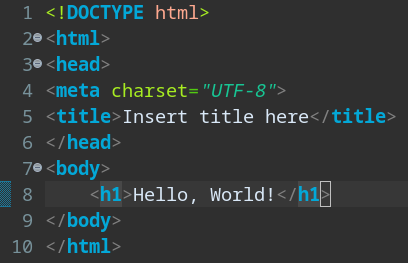 1 <!DOCTYPE html>
2 <html>
3 <head>
4 <meta charset="UTF-8">
5 <title>Insert title here</title>
6 </head>
7 <body>
8     <h1>Hello, World!</h1>
9 </body>
10 </html>